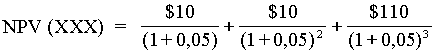 NPV (XXX) = $10/(1+0,05) + $10/(1+0,05)² + $110/(1+0,05)³